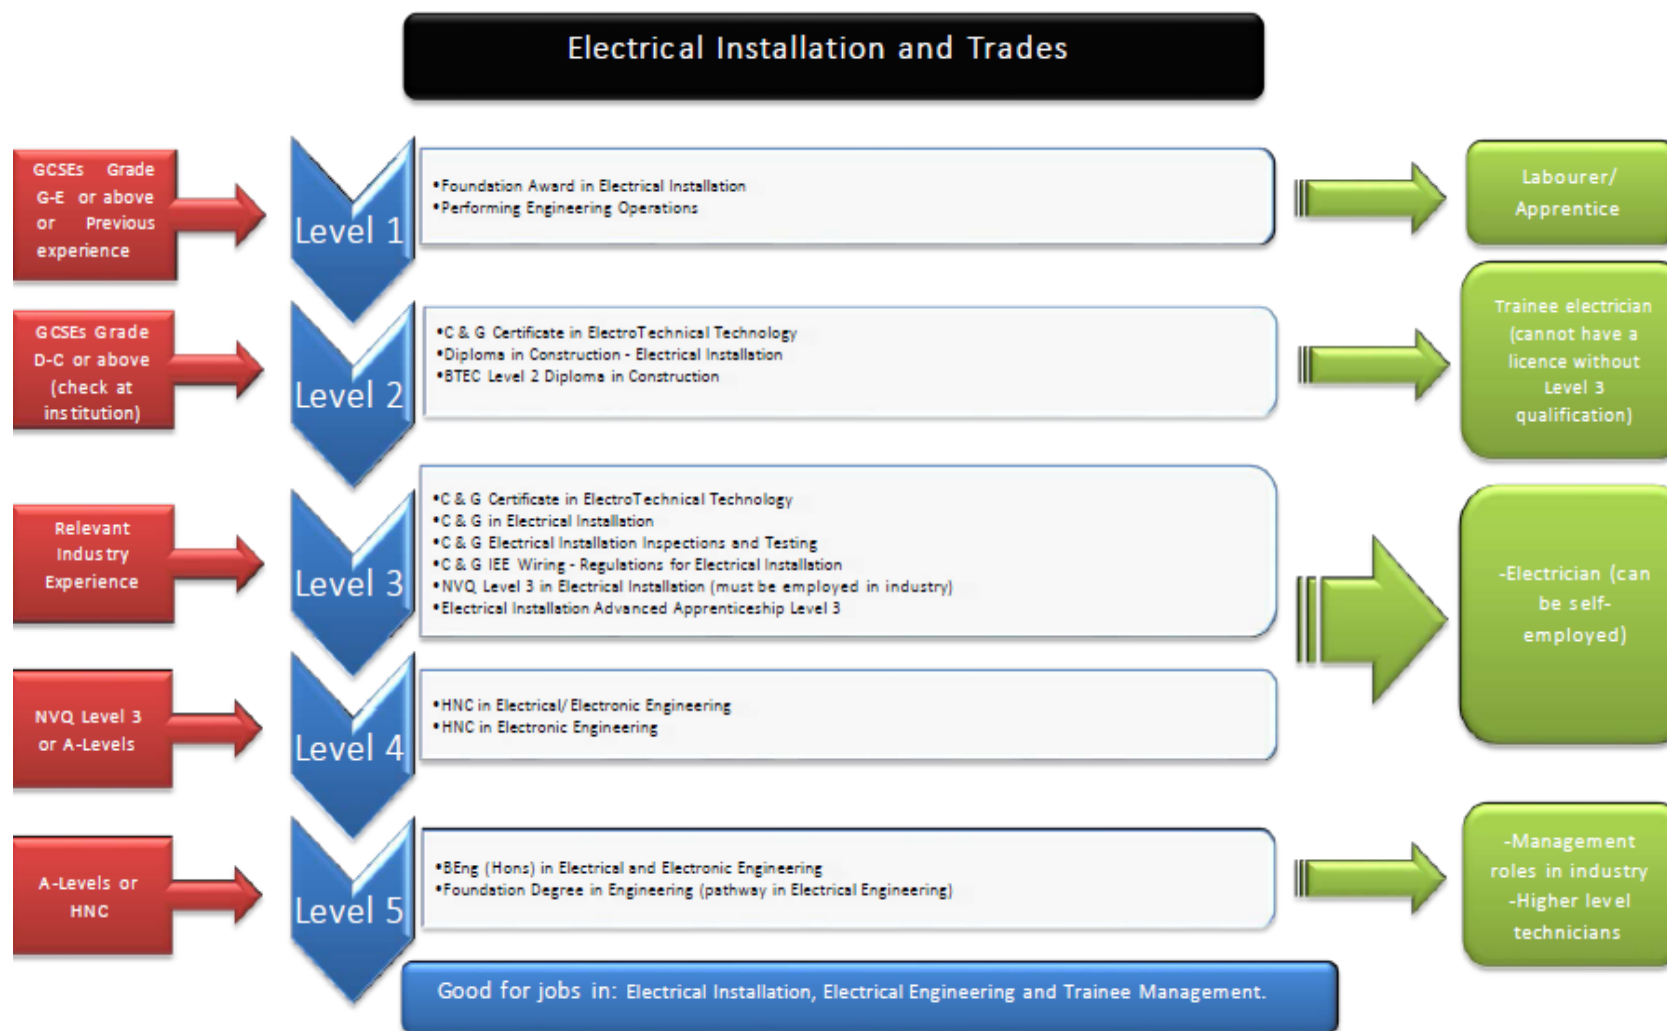 Electrical Installation and Trades
GCSEs Grade
G-E or above
or Previous
experience
Level 1
•Foundation Award in Electrical Installation
•Performing Engineering Operations
Labourer/
Apprentice
GCSEs Grade
D-C or above
(check at
institution)
Level 2
•C & G Certificate in ElectroTechnical Technology
•Diploma in Construction - Electrical Installation
•BTEC Level 2 Diploma in Construction
Trainee electrician
(cannot have a
licence without
Level 3
qualification)
Relevant
Industry
Experience
Level 3
•C & G Certificate in ElectroTechnical Technology
•C & G in Electrical Installation
•C & G Electrical Installation Inspections and Testing
•C & G IEE Wiring - Regulations for Electrical Installation
•NVQ Level 3 in Electrical Installation (must be employed in industry)
•Electrical Installation Advanced Apprenticeship Level 3
-Electrician (can
be self-
employed)
NVQ Level 3
or A-Levels
Level 4
•HNC in Electrical/ Electronic Engineering
•HNC in Electronic Engineering
A-Levels or
HNC
Level 5
•BEng (Hons) in Electrical and Electronic Engineering
•Foundation Degree in Engineering (pathway in Electrical Engineering)
-Management
roles in industry
-Higher level
technicians
Good for jobs in: Electrical Installation, Electrical Engineering and Trainee Management.